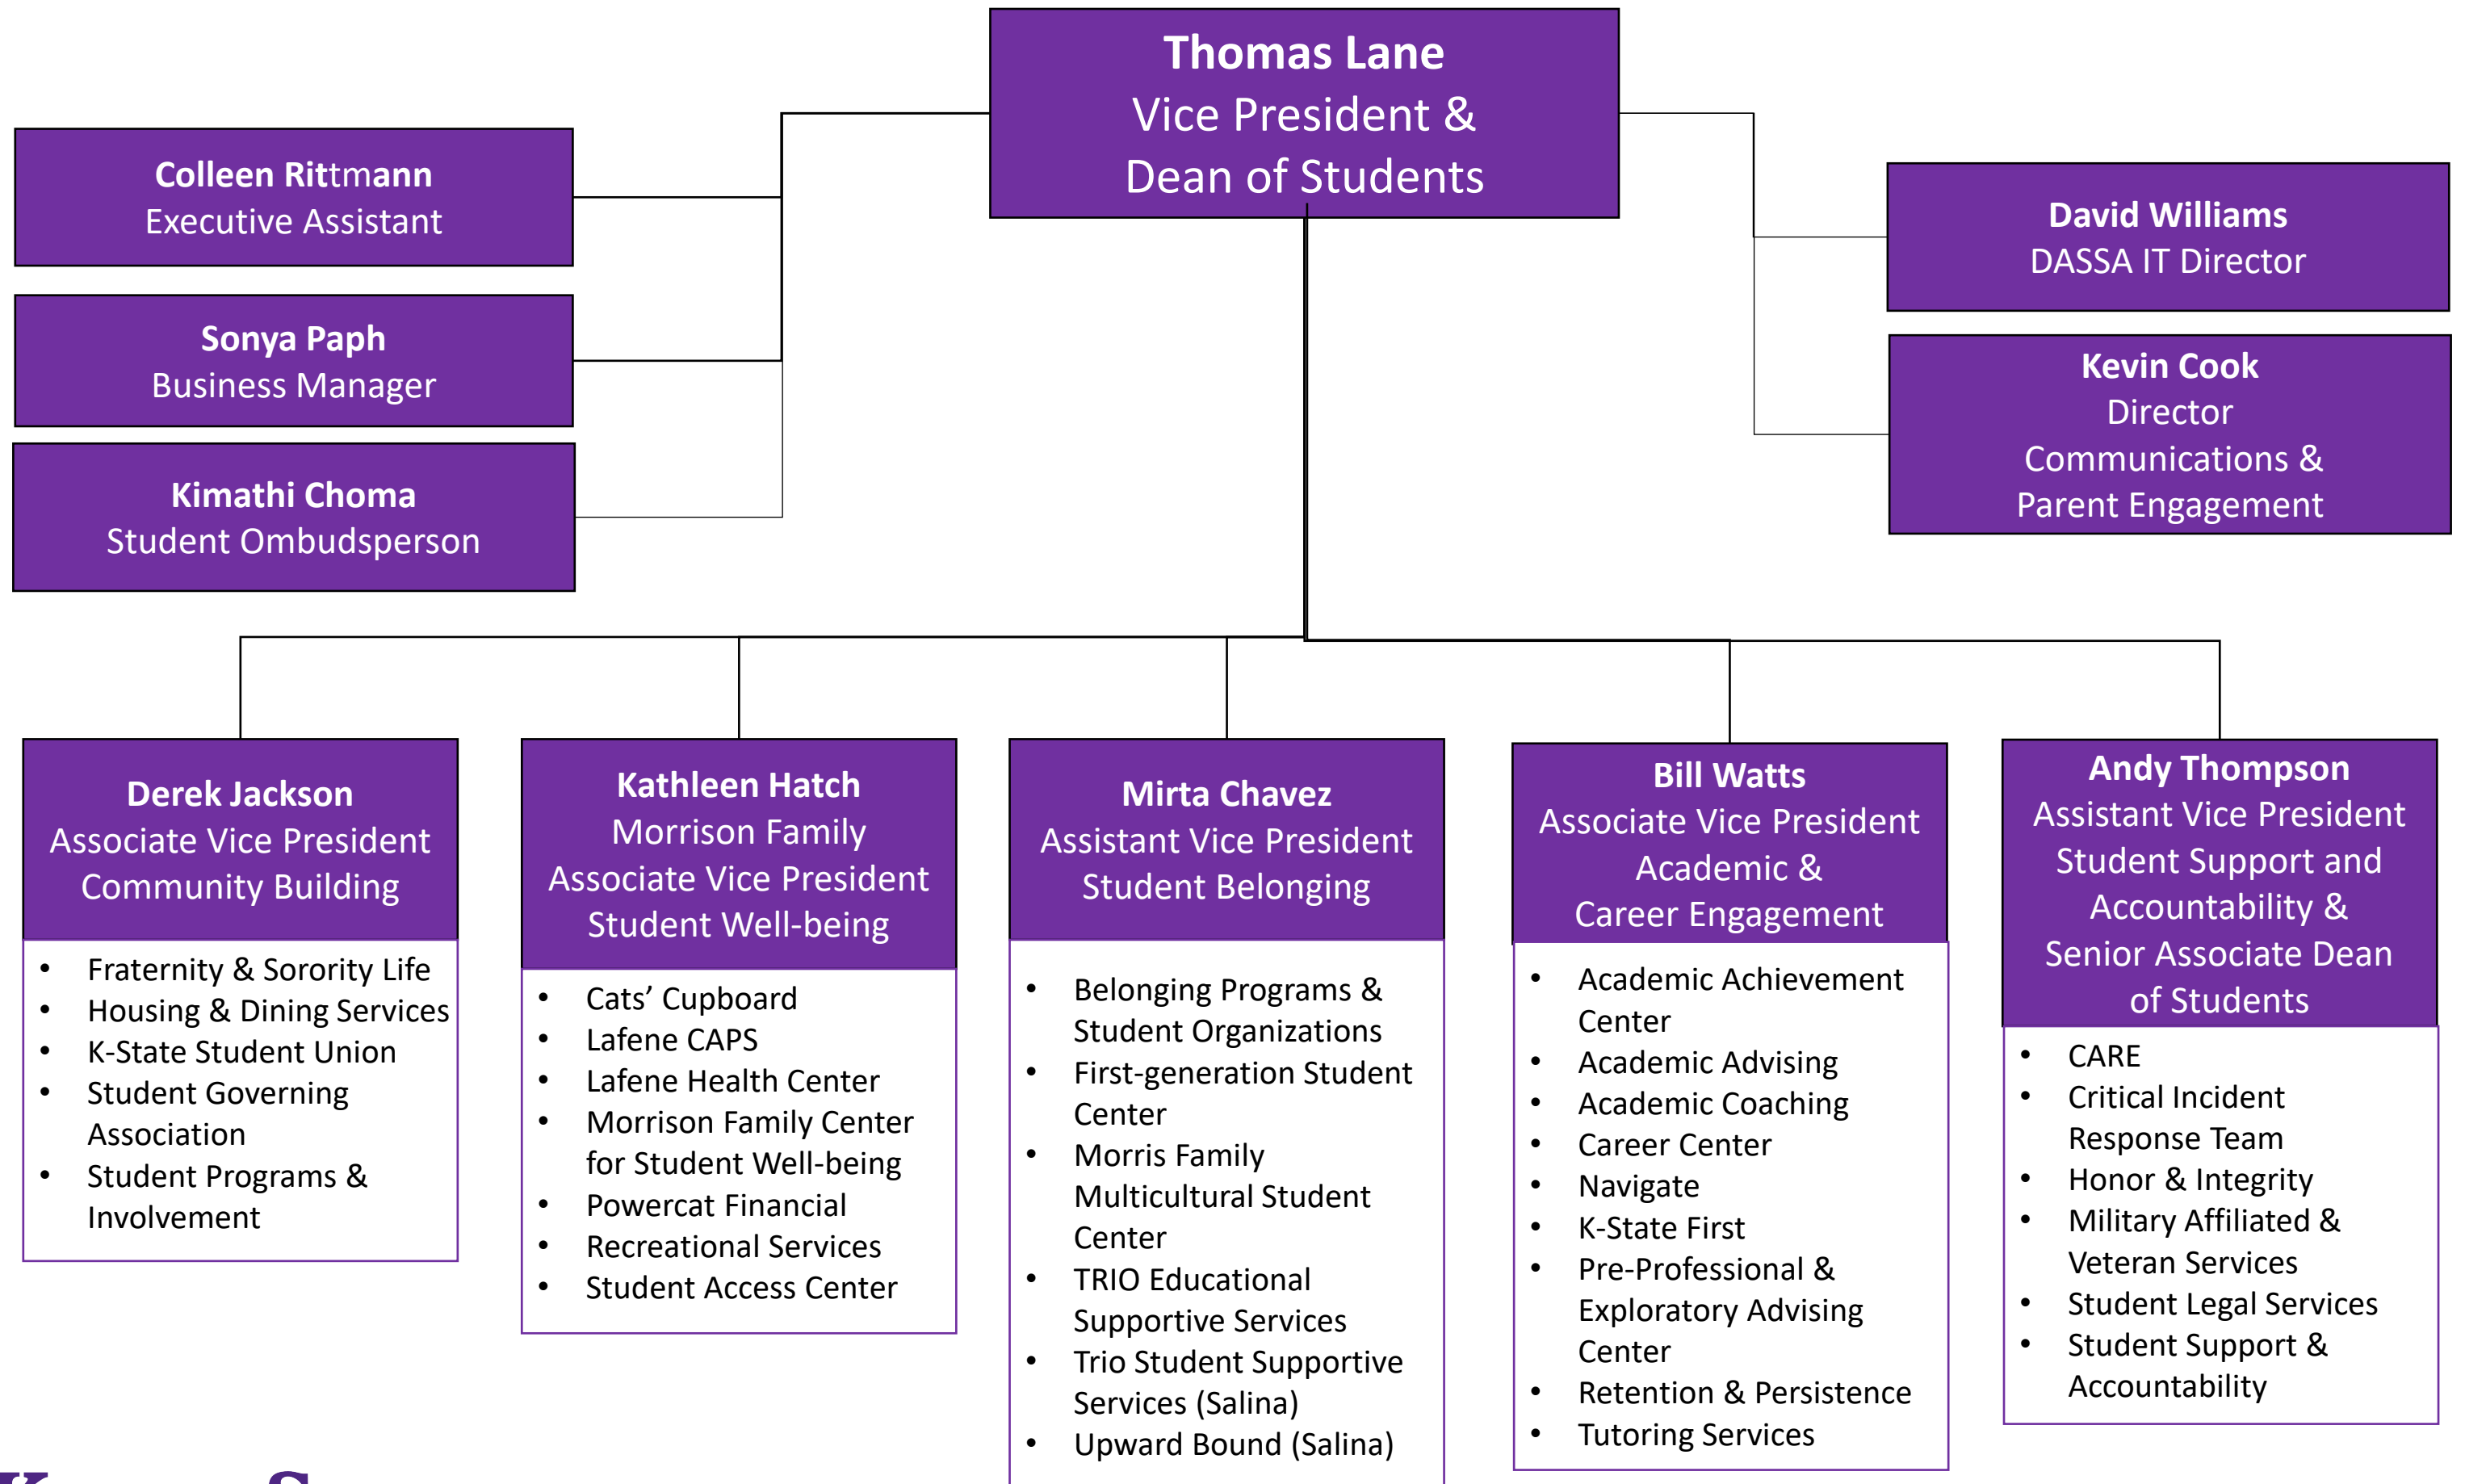 Thomas Lane
Vice President &
Dean of Students
Colleen Rittmann
Executive Assistant
Sonya Paph
Business Manager
Kimathi Choma
Student Ombudsperson
David Williams
DASSA IT Director
Kevin Cook
Director
Communications &
Parent Engagement
Derek Jackson
Associate Vice President
Community Building
• Fraternity & Sorority Life
• Housing & Dining Services
• K-State Student Union
• Student Governing
Association
• Student Programs &
Involvement
Kathleen Hatch
Morrison Family
Associate Vice President
Student Well-being
• Cats’ Cupboard
• Lafene CAPS
• Lafene Health Center
• Morrison Family Center
for Student Well-being
• Powercat Financial
• Recreational Services
• Student Access Center
Mirta Chavez
Assistant Vice President
Student Belonging
• Belonging Programs &
Student Organizations
• First-generation Student
Center
• Morris Family
Multicultural Student
Center
• TRIO Educational
Supportive Services
• Trio Student Supportive
Services (Salina)
• Upward Bound (Salina)
Bill Watts
Associate Vice President
Academic &
Career Engagement
• Academic Achievement
Center
• Academic Advising
• Academic Coaching
• Career Center
• Navigate
• K-State First
• Pre-Professional &
Exploratory Advising
Center
• Retention & Persistence
• Tutoring Services
Andy Thompson
Assistant Vice President
Student Support and
Accountability &
Senior Associate Dean
of Students
• CARE
• Critical Incident
Response Team
• Honor & Integrity
• Military Affiliated &
Veteran Services
• Student Legal Services
• Student Support &
Accountability